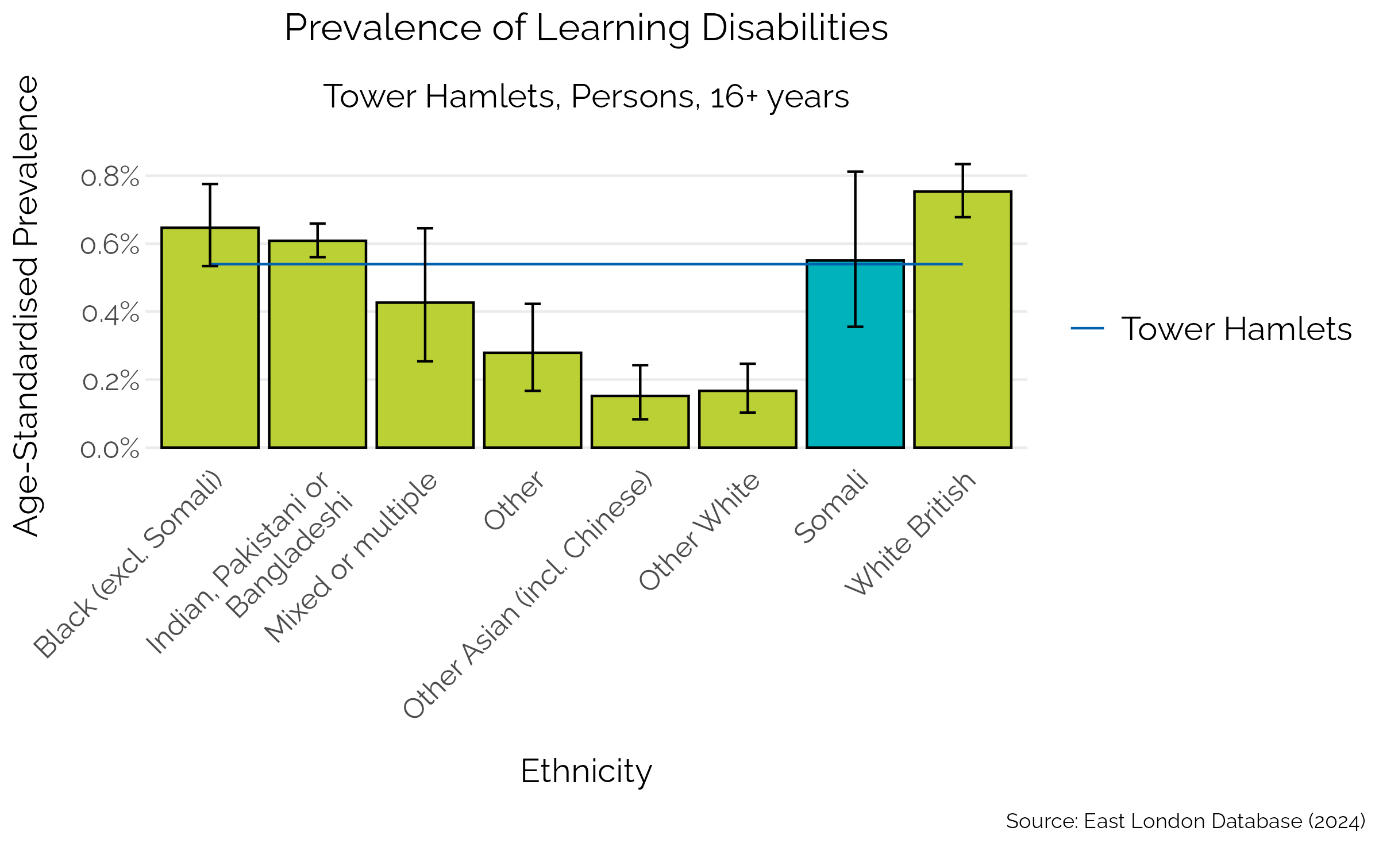 Prevalence of Learning Disabilities
Tower Hamlets, Persons, 16+ years
Age-Standardised Prevalence
0.8%
0.6%
0.4%
0.2%
0.0%
Black (excl. Somali)
Indian, Pakistani or
Bangladeshi
Mixed or multiple
Other
Other Asian (incl. Chinese)
Other White
Somali
White British
Ethnicity
Tower Hamlets
Source: East London Database (2024)